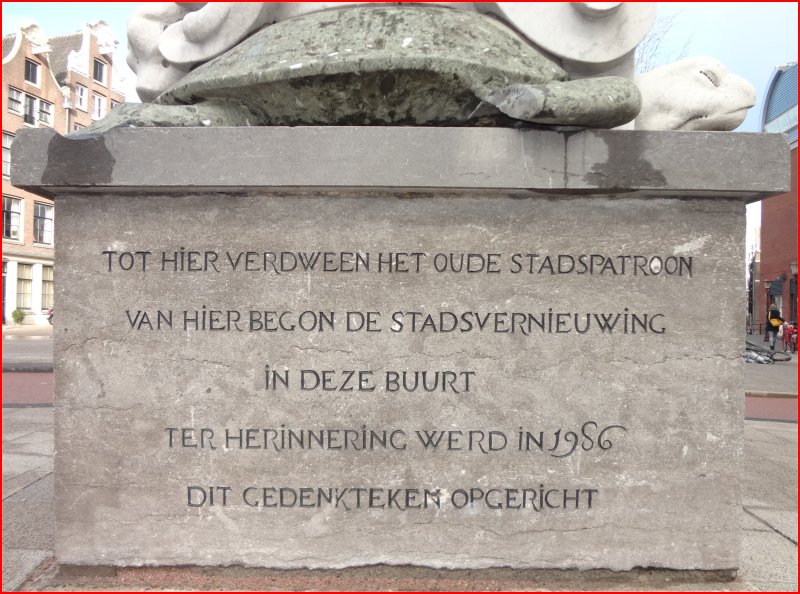 TOT HIER VERDWEEN HET OUDE STADSPATROON
VAN HIER BEGON DE STADSVERNIEUWING
IN DEZE BUURT
TER HERINNERING WERD IN 1986
DIT GEDENKTEKEN OPGERICHT